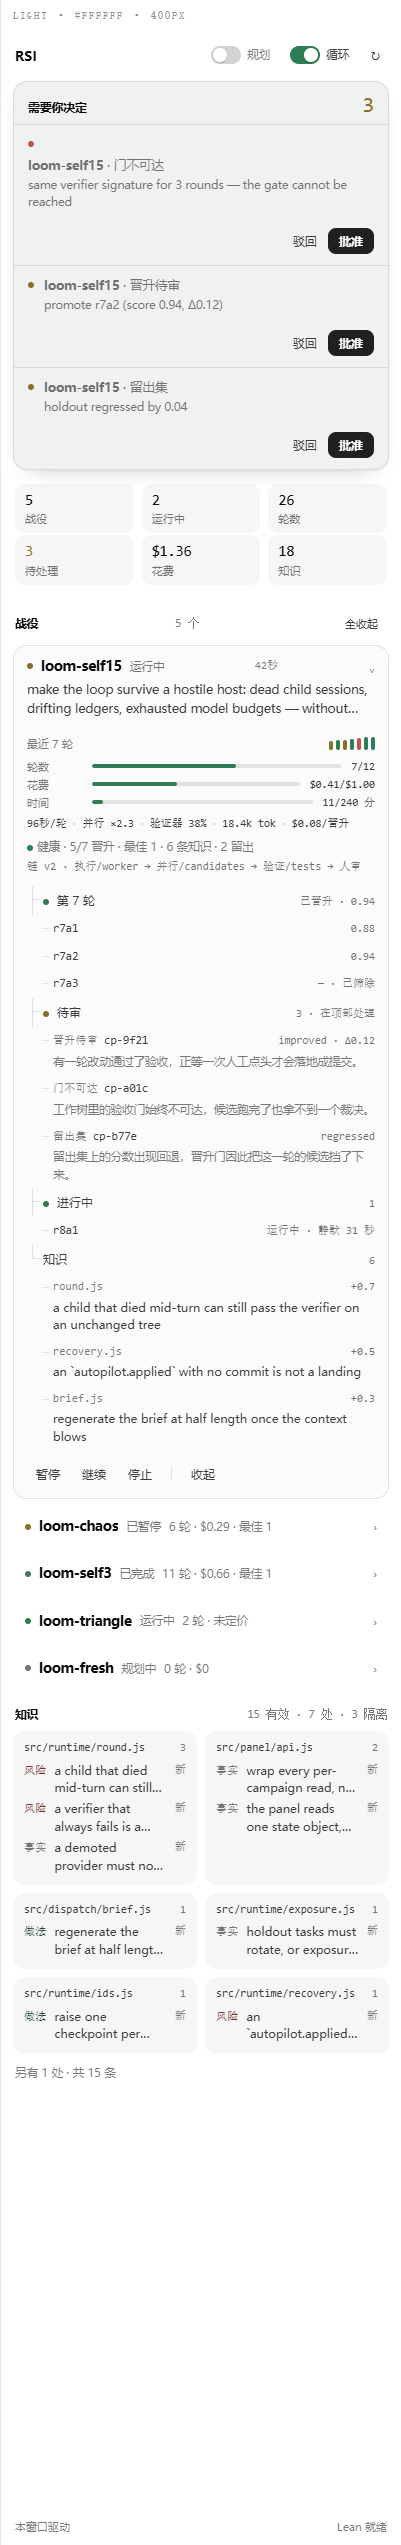 LIGHT • #FFFFFF • 400PX
RSI 规划 循环 ↻
需要你决定 3
loom-self15 · 门不可达
same verifier signature for 3 rounds — the gate cannot be
reached
驳回 批准
loom-self15 · 晋升待审
promote r7a2 (score 0.94, Δ0.12)
驳回 批准
loom-self15 · 留出集
holdout regressed by 0.04
驳回 批准
5 2 26
战役 运行中 轮数
3 $1.36 18
待处理 花费 知识
战役 5 个 全收起
loom-self15 运行中 42秒
make the loop survive a hostile host: dead child sessions,
drifting ledgers, exhausted model budgets — without...
最近 7 轮
轮数 7/12
花费 $0.41/$1.00
时间 11/240 分
96秒/轮 · 并行 ×2.3 · 验证器 38% · 18.4k tok · $0.08/晋升
健康 · 5/7 晋升 · 最佳 1 · 6 条知识 · 2 留出
链 v2 · 执行/worker → 并行/candidates → 验证/tests → 人审
第 7 轮 已晋升 · 0.94
r7a1 0.88
r7a2 0.94
r7a3 — · 已筛除
待审 3 · 在顶部处理
晋升待审 cp-9f21 improved · Δ0.12
有一轮改动通过了验收，正等一次人工点头才会落地成提交。
门不可达 cp-a01c
工作树里的验收门始终不可达，候选跑完了也拿不到一个裁决。
留出集 cp-b77e regressed
留出集上的分数出现回退，晋升门因此把这一轮的候选挡了下
来。
进行中 1
r8a1 运行中 · 静默 31 秒
知识 6
round.js +0.7
a child that died mid-turn can still pass the verifier on
an unchanged tree
recovery.js +0.5
an `autopilot.applied` with no commit is not a landing
brief.js +0.3
regenerate the brief at half length once the context
blows
暂停 继续 停止 收起
loom-chaos 已暂停 6 轮 · $0.29 · 最佳 1 ›
loom-self3 已完成 11 轮 · $0.66 · 最佳 1 ›
loom-triangle 运行中 2 轮 · 未定价 ›
loom-fresh 规划中 0 轮 · $0 ›
知识 15 有效 · 7 处 · 3 隔离
src/runtime/round.js 3
风险 a child that died 新
mid-turn can still...
风险 a verifier that 新
always fails is a...
事实 a demoted 新
provider must no...
src/panel/api.js 2
事实 wrap every per- 新
campaign read, n...
事实 the panel reads 新
one state object,...
src/dispatch/brief.js 1
做法 regenerate the 新
brief at half lengt...
src/runtime/exposure.js 1
事实 holdout tasks must 新
rotate, or exposur...
src/runtime/ids.js 1
做法 raise one 新
checkpoint per...
src/runtime/recovery.js 1
风险 an 新
`autopilot.applied...
另有 1 处 · 共 15 条
本窗口驱动 Lean 就绪